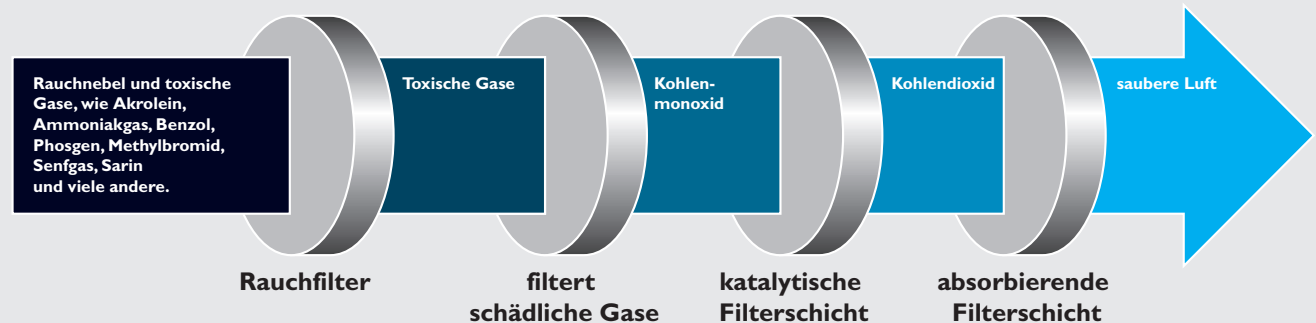 Rauchnebel und toxische
Gase, wie Akrolein,
Ammoniakgas, Benzol,
Phosgen, Methylbromid,
Senfgas, Sarin
und viele andere.
Toxische Gase
Kohlen-
monoxid
Kohlendioxid
saubere Luft
Rauchfilter
filtert
schädliche Gase
katalytische
Filterschicht
absorbierende
Filterschicht